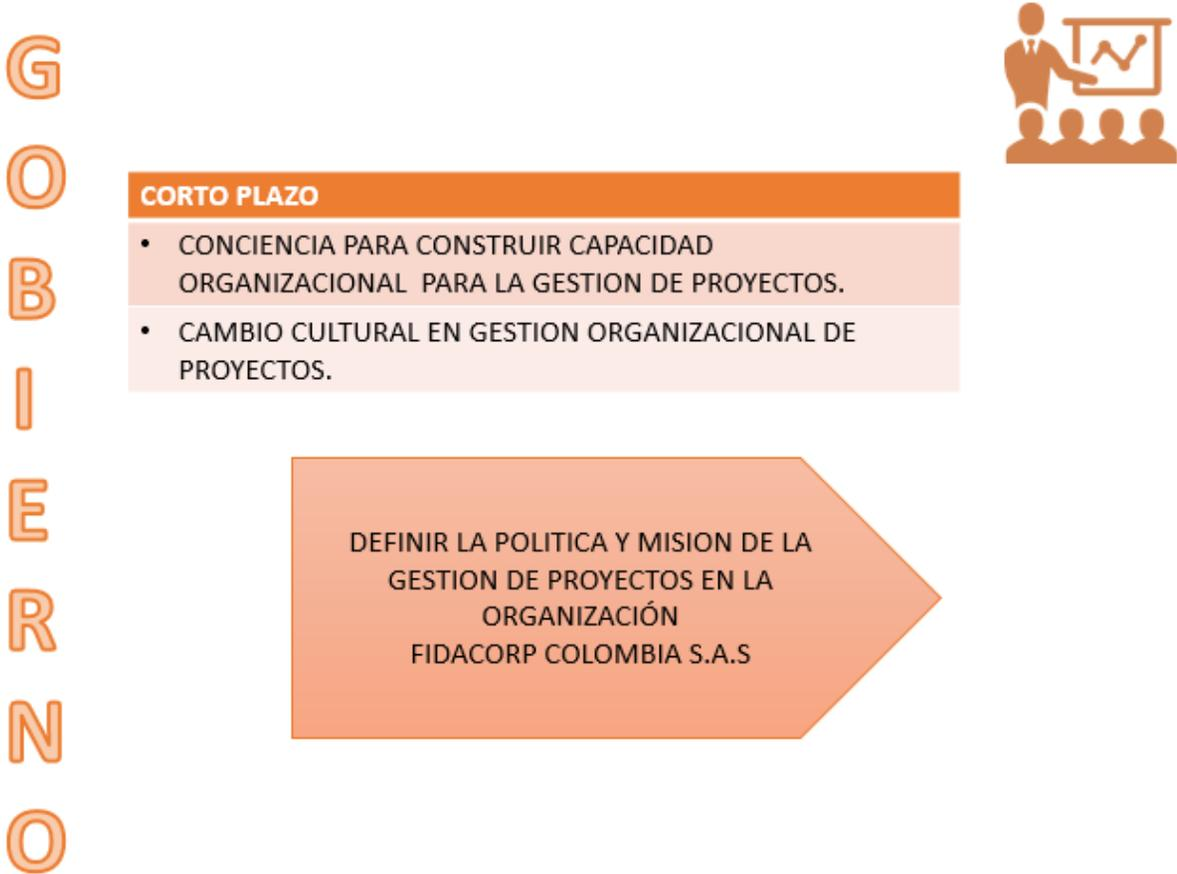 GOBIERNO
CORTO PLAZO
• CONCIENCIA PARA CONSTRUIR CAPACIDAD
ORGANIZACIONAL PARA LA GESTION DE PROYECTOS.
• CAMBIO CULTURAL EN GESTION ORGANIZACIONAL DE
PROYECTOS.
DEFINIR LA POLITICA Y MISION DE LA
GESTION DE PROYECTOS EN LA
ORGANIZACIÓN
FIDACORP COLOMBIA S.A.S